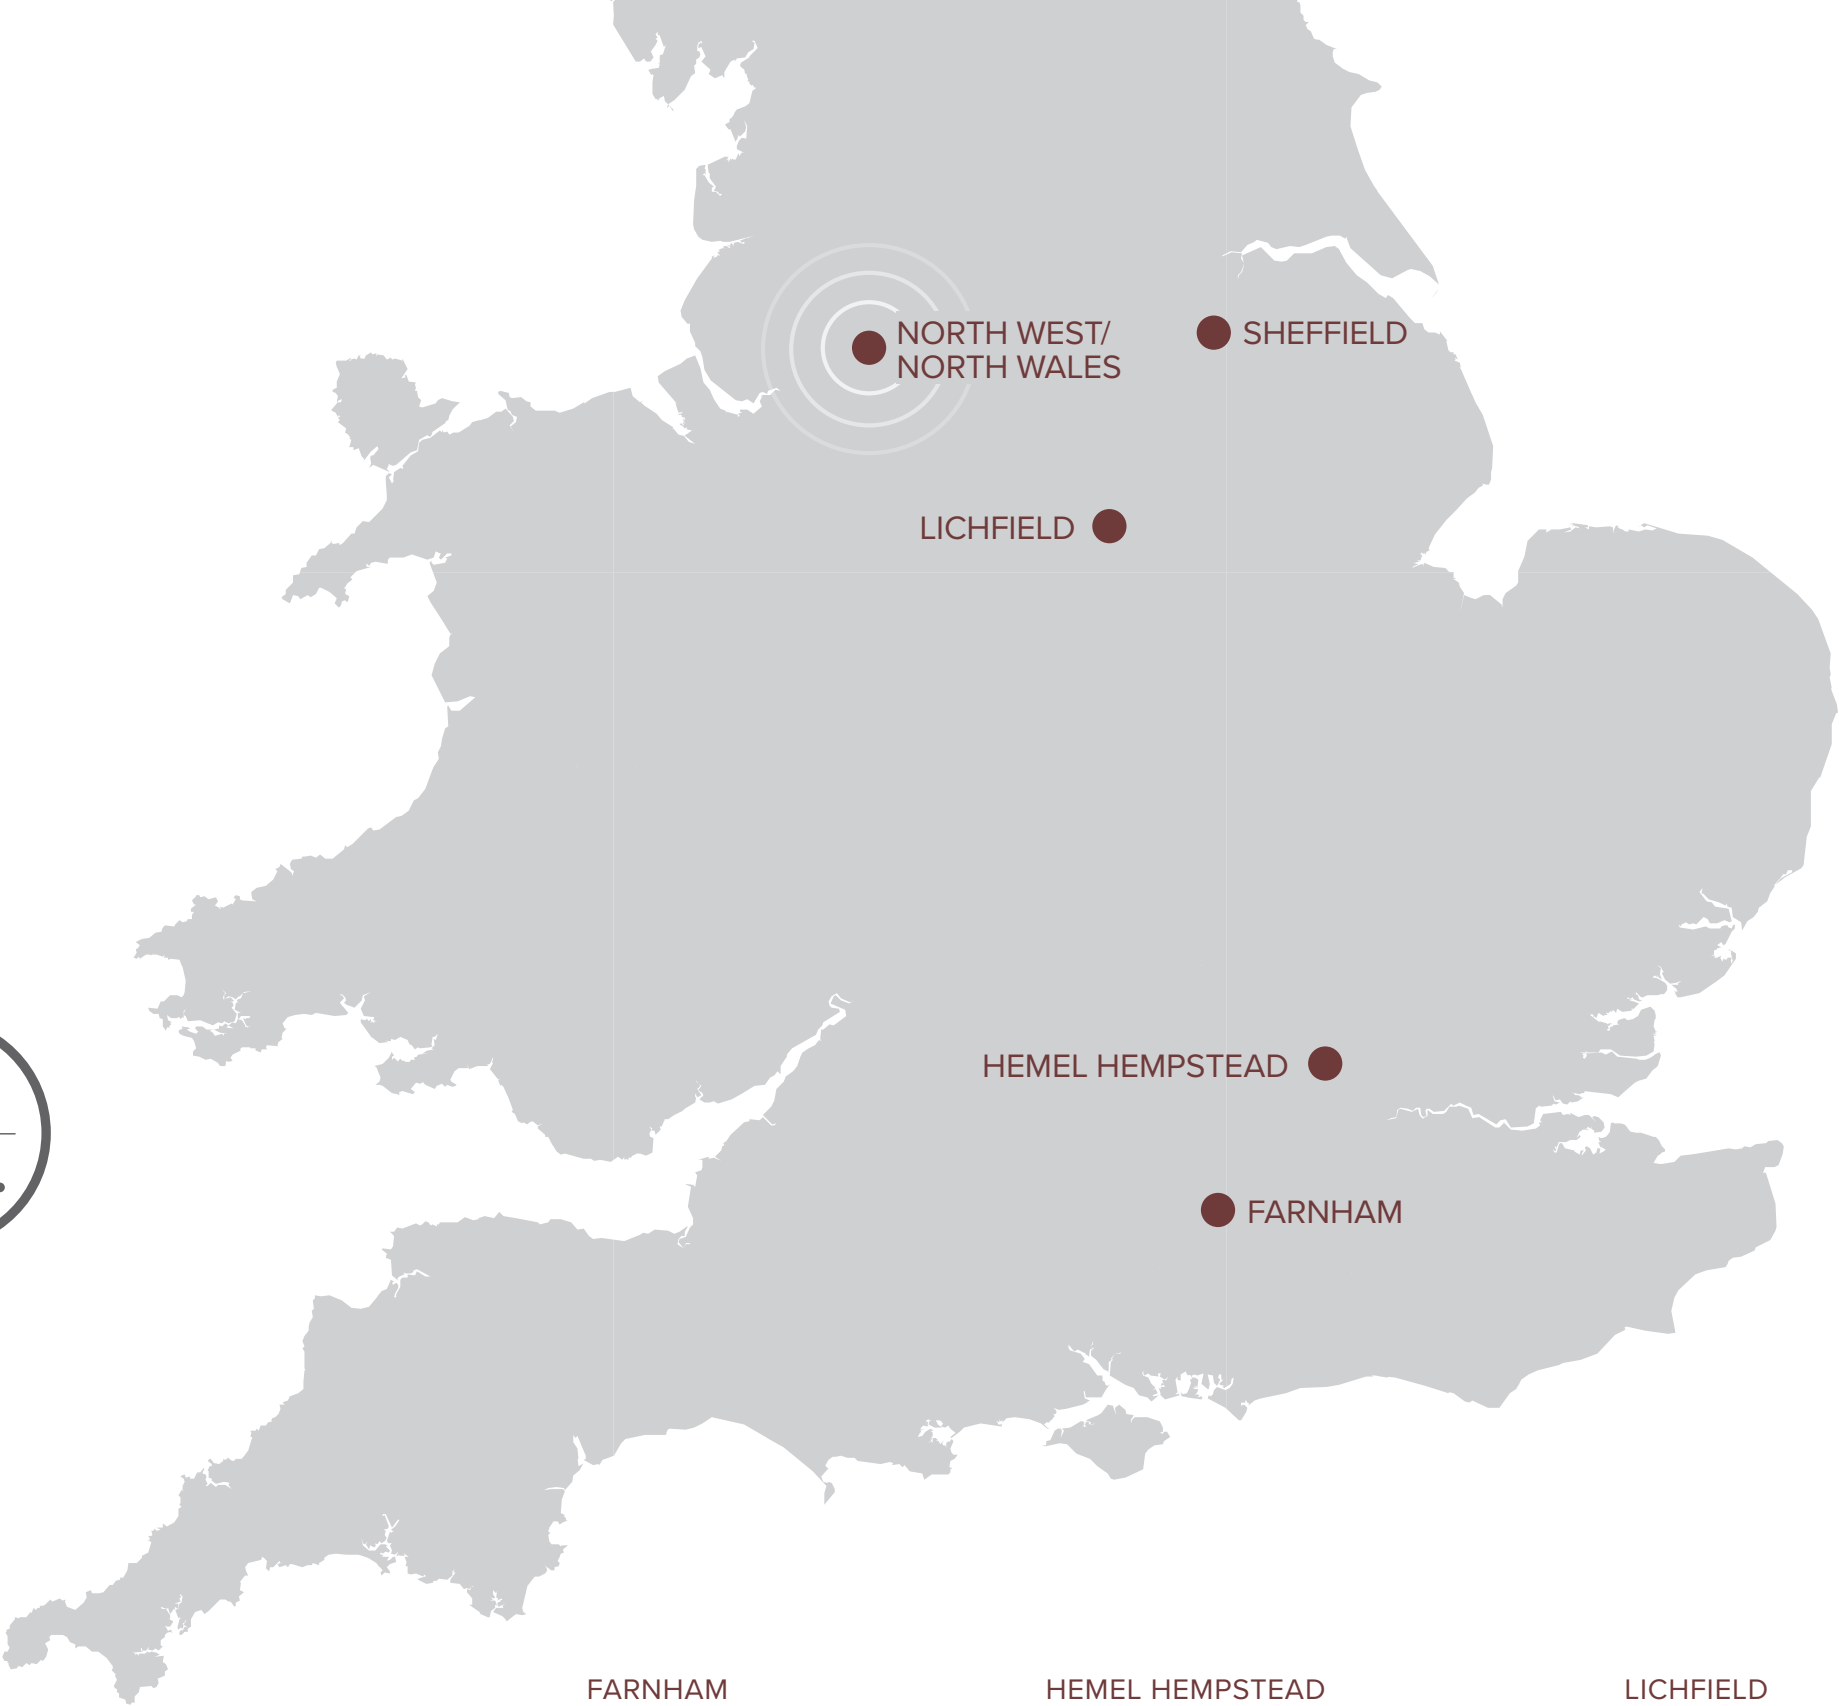 NORTH WEST/
NORTH WALES
SHEFFIELD
LICHFIELD
HEMEL HEMPSTEAD
FARNHAM
FARNHAM
HEMEL HEMPSTEAD
LICHFIELD